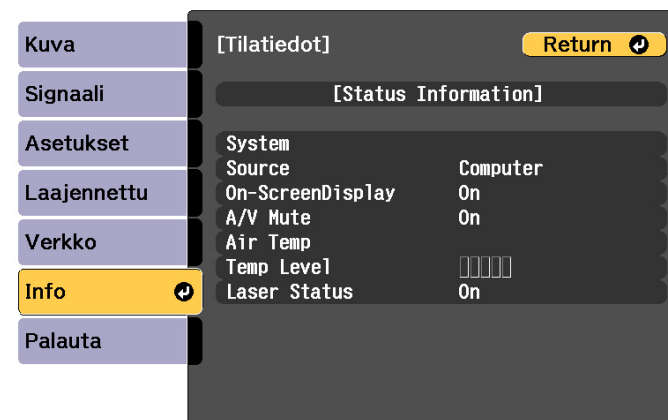 Kuva
Signaali
Asetukset
Laajennettu
Verkko
Info
Palauta
[Tilatiedot]
Return
[Status Information]
System
Source Computer
On-ScreenDisplay On
A/V Mute On
Air Temp
Temp Level
Laser Status On